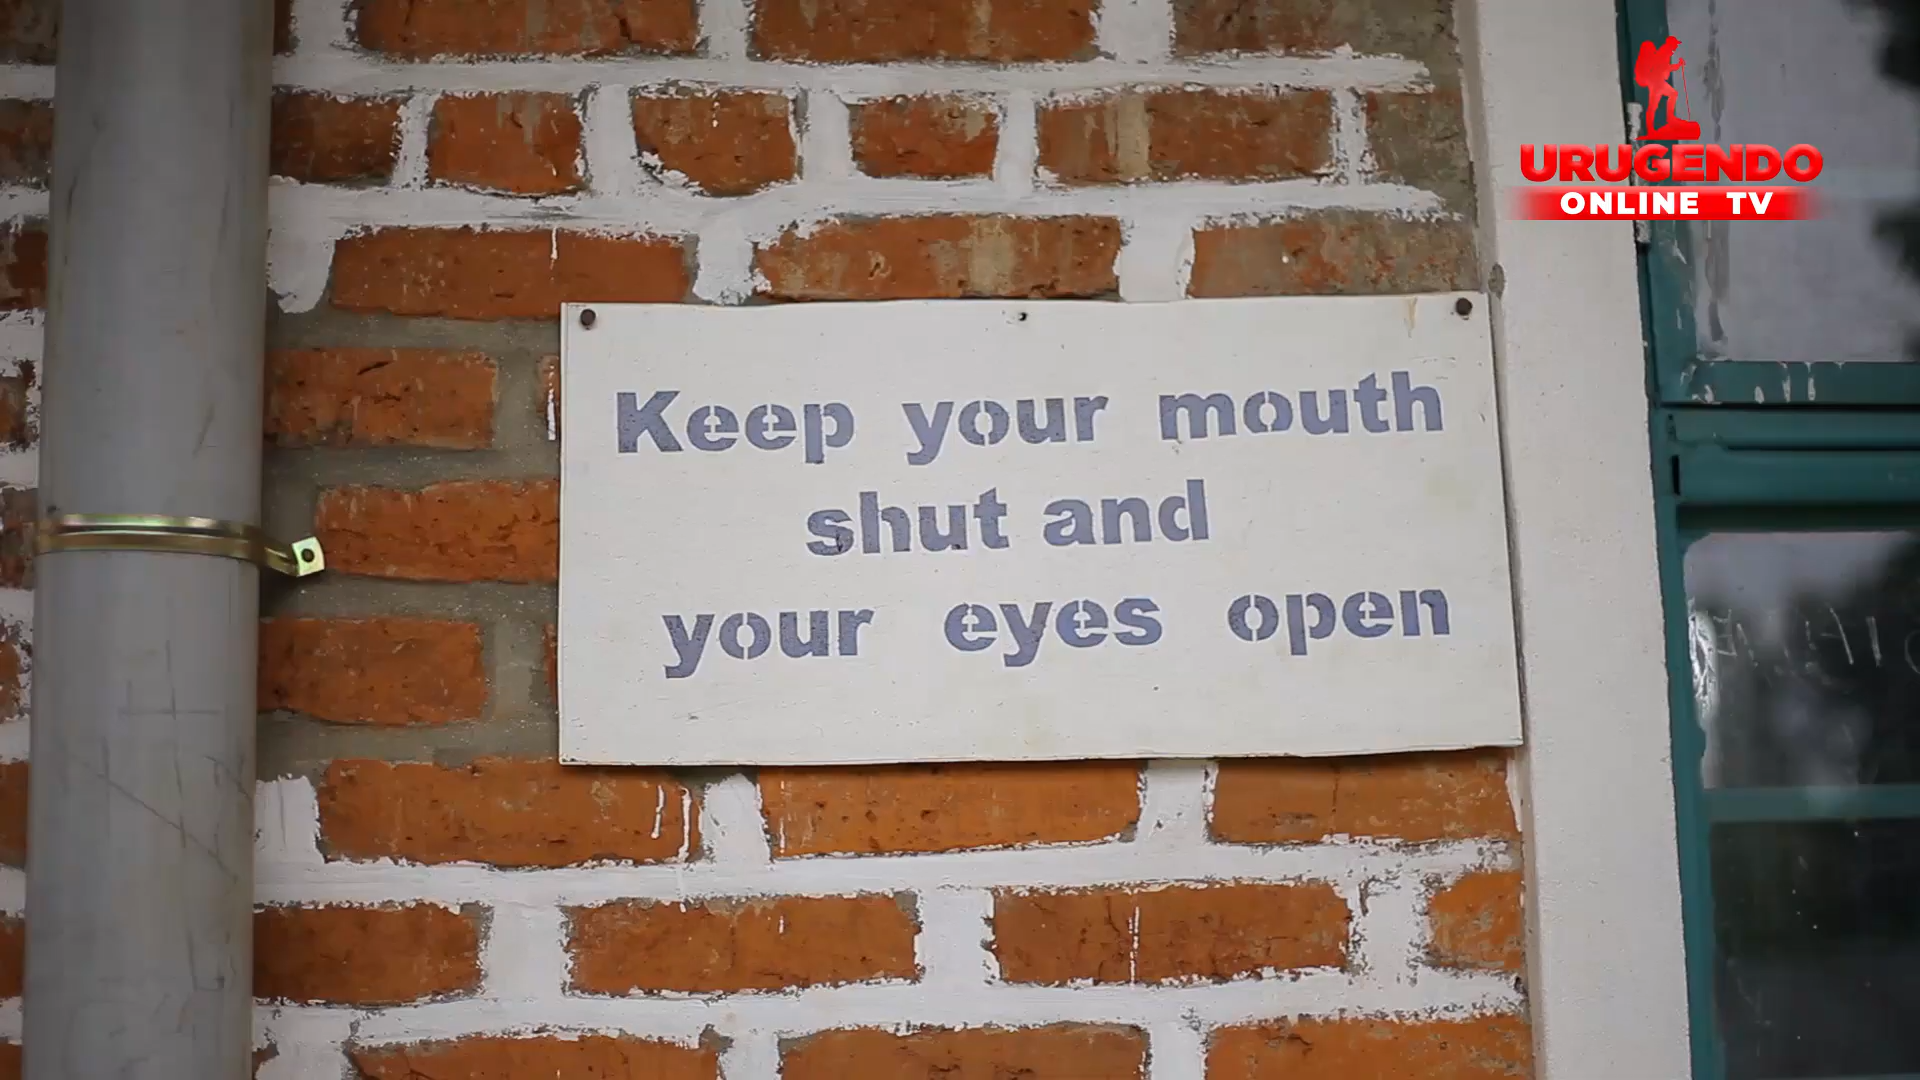 URUGENDO
ONLINE TV
Keep your mouth
shut and
your eyes open